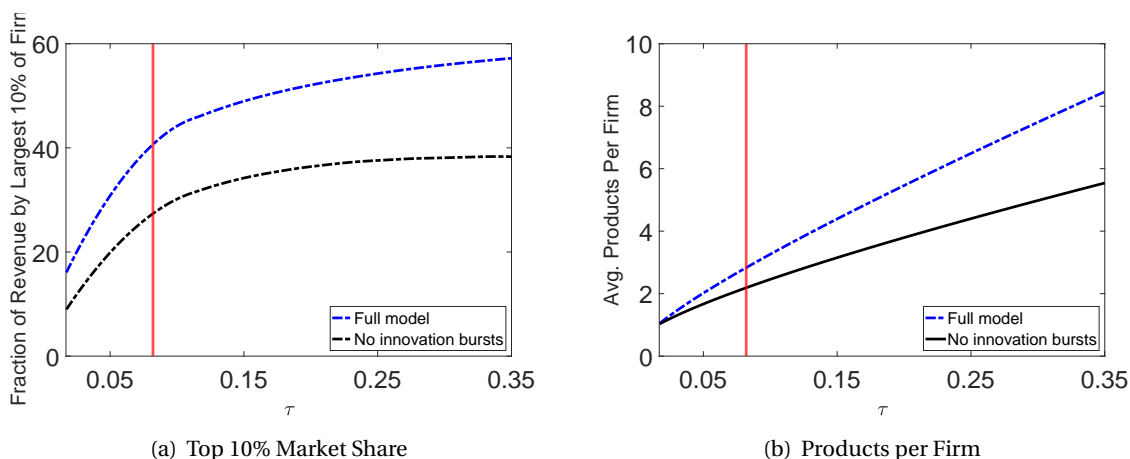 Fraction of Revenue by Largest 10% of
60
40
20
0
0.05
0.15
0.25
0.35
τ
Full model
No innovation bursts
(a) Top 10% Market Share
Avg. Products Per Firm
10
8
6
4
2
0
0.05
0.15
0.25
0.35
τ
Full model
No innovation bursts
(b) Products per Firm